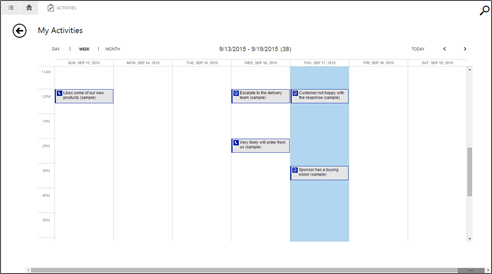 ACTIVITIES
My Activities
DAY WEEK MONTH 9/13/2015 - 9/19/2015 (38) TODAY
SUN, SEP 13, 2015 MON, SEP 14, 2015 TUE, SEP 15, 2015 WED, SEP 16, 2015 THU, SEP 17, 2015 FRI, SEP 18, 2015 SAT, SEP 19, 2015
11AM
12PM
Likes some of our new
products (sample)
Escalate to the delivery
team (sample)
Customer not happy with
the response (sample)
1PM
2PM
Very likely will order from
us (sample)
3PM
Sponsor has a buying
vision (sample)